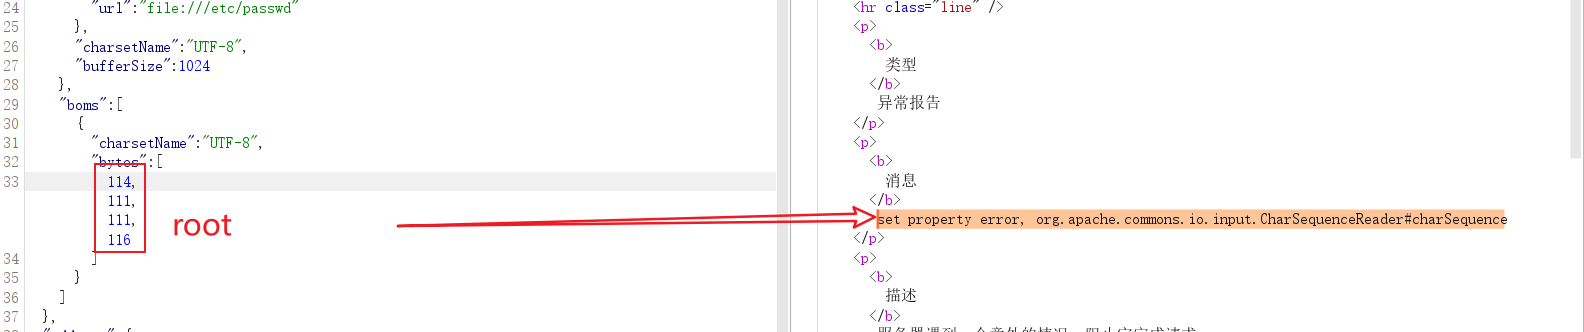 24 "url":"file:///etc/passwd"
25 },
26 "charsetName":"UTF-8",
27 "bufferSize":1024
28 },
29 "boms":[
30 {
31 "charsetName":"UTF-8",
32 "bytes":[
33 114,
111,
111,
116
34 ]
35 }
36 ]
37 },
root
<hr class="line" />
<p>
<b>
类型
</b>
异常报告
</p>
<p>
<b>
消息
</b>
set property error, org.apache.commons.io.input.CharSequenceReader#charSequence
</p>
<p>
<b>
描述
</b>